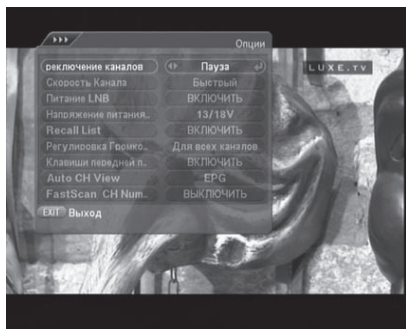 Опции
реключение каналов Пауза
LUXE.TV
Скорость Канала Быстрый
Питание LNB ВКЛЮЧИТЬ
Напряжение питания.. 13/18V
Recall List ВКЛЮЧИТЬ
Регулировка Громко.. Для всех каналов
Клавиши передней п.. ВКЛЮЧИТЬ
Auto CH View EPG
FastScan CH Num.. ВЫКЛЮЧИТЬ
EXIT Выход